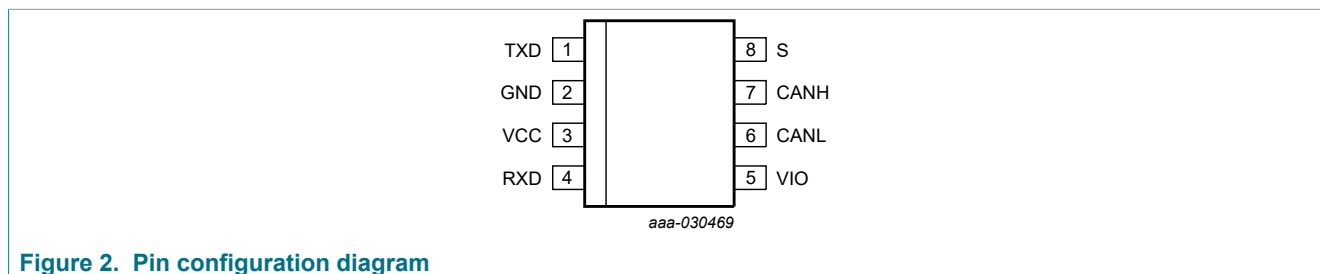 TXD 1 8 S
GND 2 7 CANH
VCC 3 6 CANL
RXD 4 5 VIO
aaa-030469
Figure 2. Pin configuration diagram